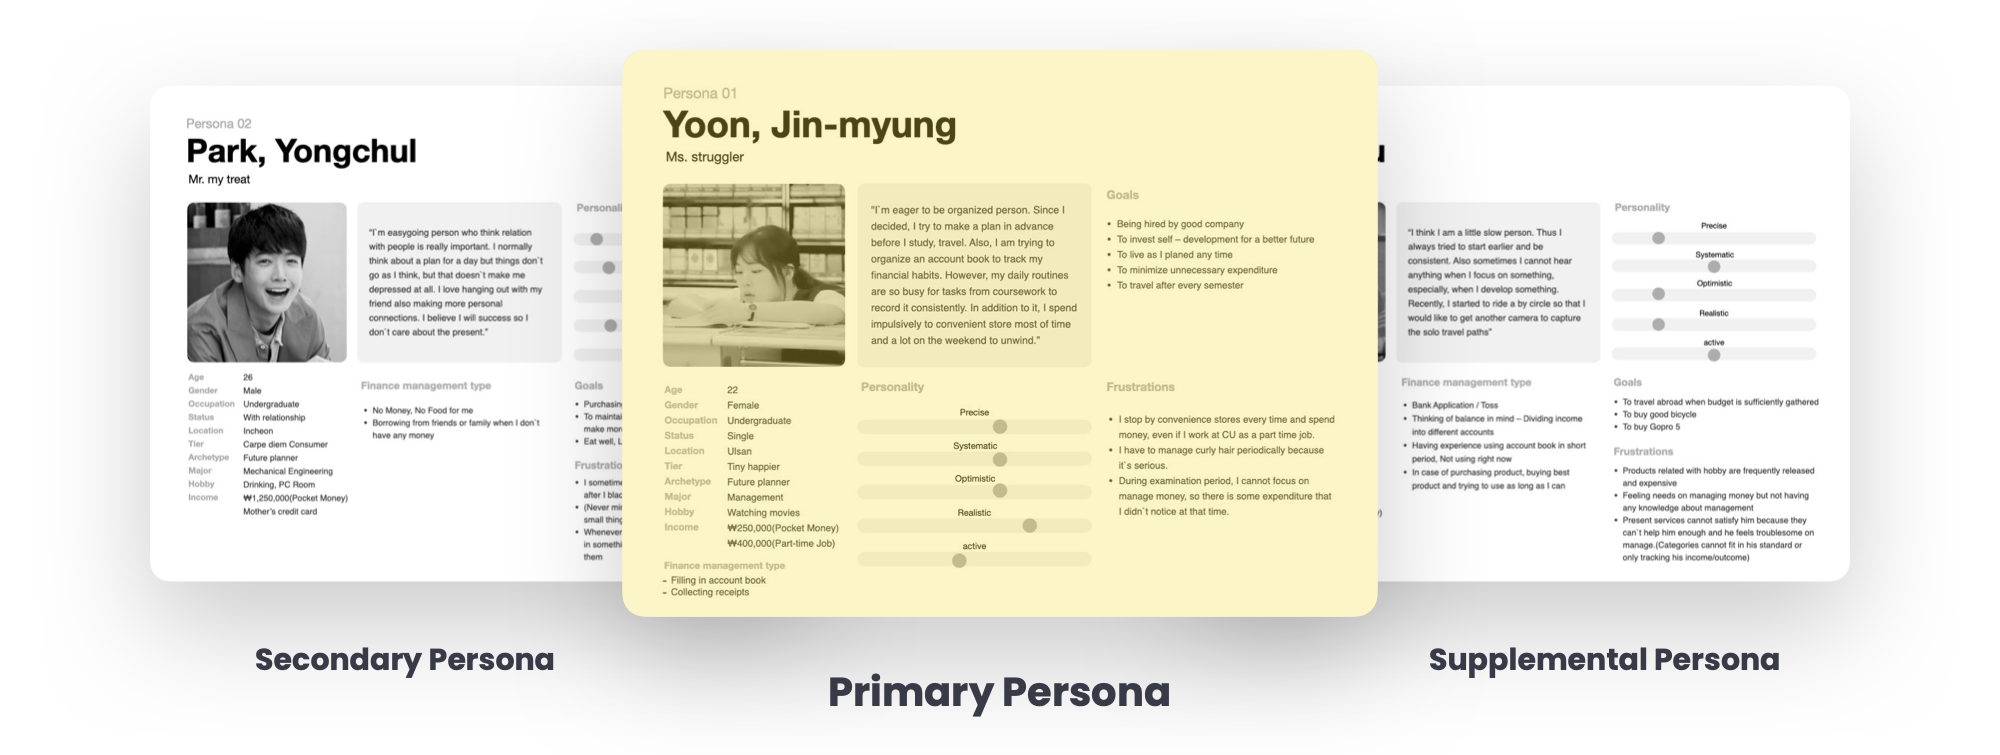 Persona 02
Park, Yongchul
Mr. my treat
"I`m easygoing person who think relation
with people is really important. I normally
think about a plan for a day but things don`t
go as I think, but that doesn`t make me
depressed at all. I love hanging out with my
friend also making more personal
connections. I believe I will success so I
don`t care about the present."
Age 26
Gender Male
Occupation Undergraduate
Status With relationship
Location Incheon
Tier Carpe diem Consumer
Archetype Future planner
Major Mechanical Engineering
Hobby Drinking, PC Room
Income ₩1,250,000(Pocket Money)
Mother's credit card
Finance management type
• No Money, No Food for me
• Borrowing from friends or family when I don`t
have any money
Goals
• To
• Eat well,
• I
after I
• (Never
small
• Whenever
in
them
Persona 01
Yoon, Jin-myung
Ms. struggler
"I`m eager to be organized person. Since I
decided, I try to make a plan in advance
before I study, travel. Also, I am trying to
organize an account book to track my
financial habits. However, my daily routines
are so busy for tasks from coursework to
record it consistently. In addition to it, I spend
impulsively to convenient store most of time
and a lot on the weekend to unwind."
Goals
• Being hired by good company
• To invest self – development for a better future
• To live as I planed any time
• To minimize unnecessary expenditure
• To travel after every semester
Age 22
Gender Female
Occupation Undergraduate
Status Single
Location Ulsan
Tier Tiny happier
Archetype Future planner
Major Management
Hobby Watching movies
Income ₩250,000(Pocket Money)
₩400,000(Part-time Job)
Finance management type
- Filling in account book
- Collecting receipts
Personality
Precise
Systematic
Optimistic
Realistic
active
Frustrations
• I stop by convenience stores every time and spend
money, even if I work at CU as a part time job.
• I have to manage curly hair periodically because
it`s serious.
• During examination period, I cannot focus on
manage money, so there is some expenditure that
I didn`t notice at that time.
"I think I am a little slow person. Thus I
always tried to start earlier and be
consistent. Also sometimes I cannot hear
anything when I focus on something,
especially, when I develop something.
Recently, I started to ride a by circle so that I
would like to get another camera to capture
the solo travel paths"
Personality
Precise
Systematic
Optimistic
Realistic
active
Finance management type
• Bank Application / Toss
• Thinking of balance in mind – Dividing income
into different accounts
• Having experience using account book in short
period, Not using right now
• In case of purchasing product, buying best
product and trying to use as long as I can
Goals
• To travel abroad when budget is sufficiently gathered
• To buy good bicycle
• To buy Gopro 5
Frustrations
• Products related with hobby are frequently released
and expensive
• Feeling needs on managing money but not having
any knowledge about management
• Present services cannot satisfy him because they
can`t help him enough and he feels troublesome on
manage.(Categories cannot fit in his standard or
only tracking his income/outcome)
Secondary Persona
Primary Persona
Supplemental Persona